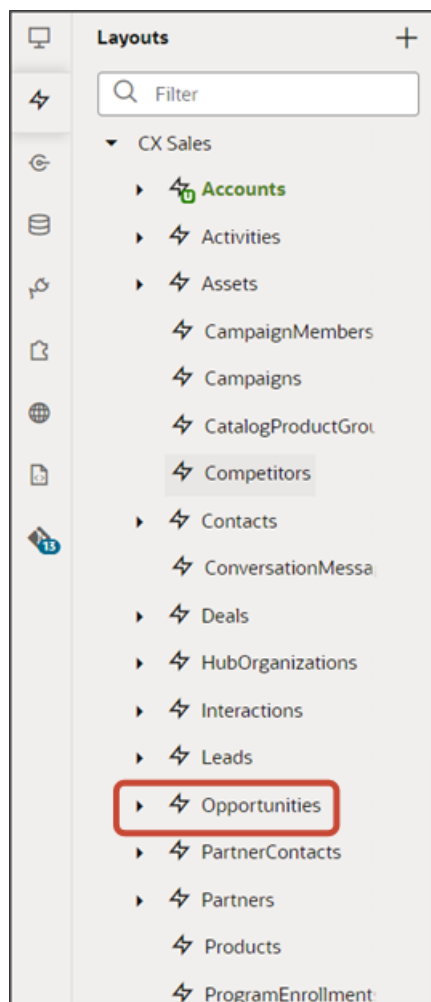 Layouts
Filter
CX Sales
U
Accounts
Activities
Assets
CampaignMembers
Campaigns
CatalogProductGrou
Competitors
Contacts
ConversationMessa
13
Deals
HubOrganizations
Interactions
Leads
Opportunities
PartnerContacts
Partners
Products
ProgramEnrollment